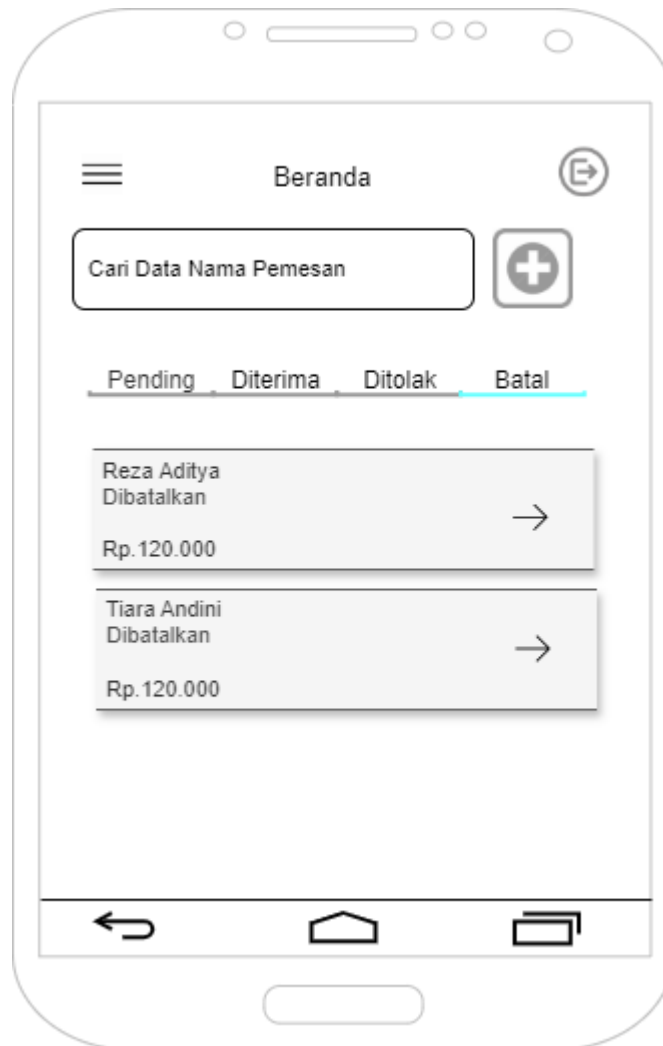 Beranda
Cari Data Nama Pemesan
Pending Diterima Ditolak Batal
Reza Aditya
Dibatalkan
Rp.120.000
Tiara Andini
Dibatalkan
Rp.120.000